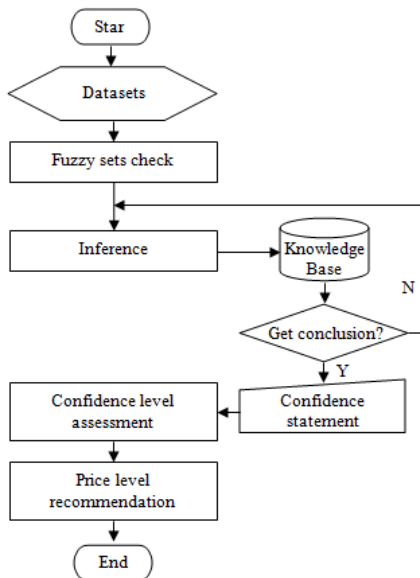 Star
Datasets
Fuzzy sets check
Inference
Knowledge
Base
N
Get conclusion?
Y
Confidence level
assessment
Confidence
statement
Price level
recommendation
End